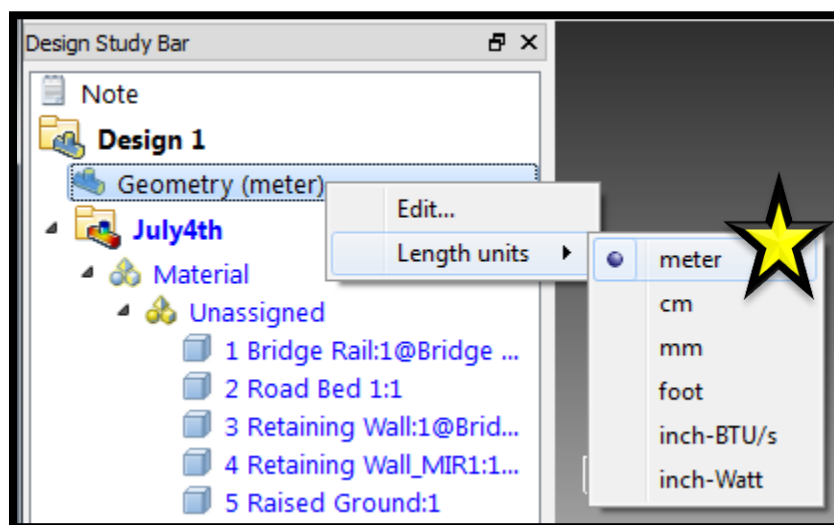 Design Study Bar
Note
Design 1
Geometry (meter)
Edit...
July4th
Length units
meter
Material
cm
Unassigned
mm
1 Bridge Rail:1@Bridge ...
foot
2 Road Bed 1:1
3 Retaining Wall:1@Brid...
inch-BTU/s
4 Retaining Wall_MIR1:1...
inch-Watt
5 Raised Ground:1